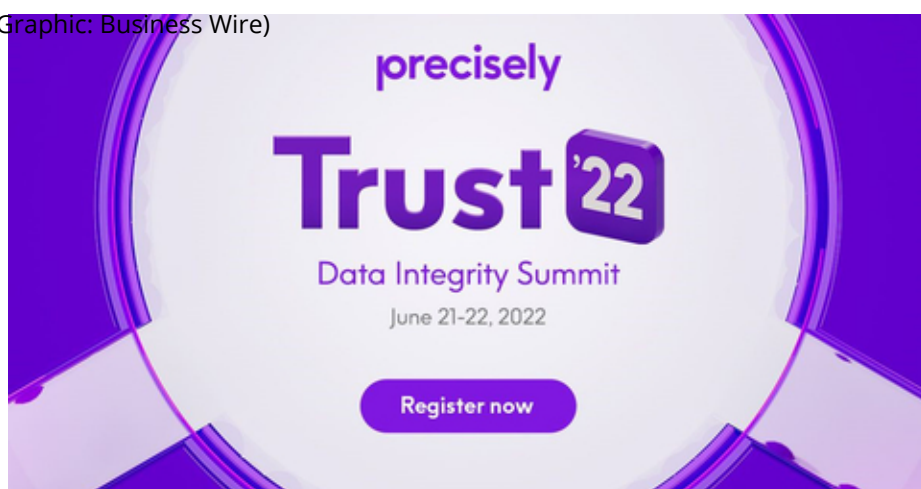 Graphic: Business Wire)
precisely
Trust '22
Data Integrity Summit
June 21-22, 2022
Register now